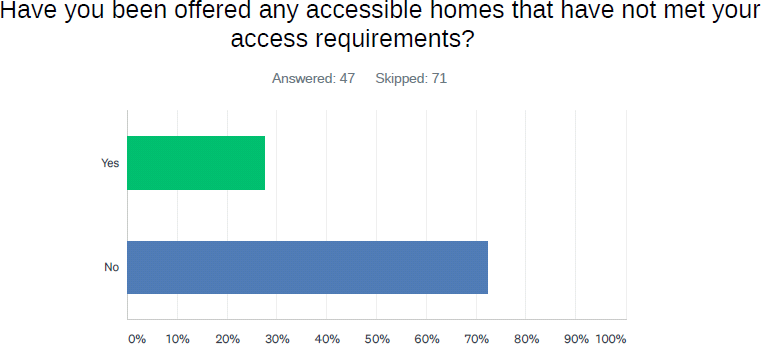 Have you been offered any accessible homes that have not met your
access requirements?
Answered: 47 Skipped: 71
Yes
No
0% 10% 20% 30% 40% 50% 60% 70% 80% 90% 100%